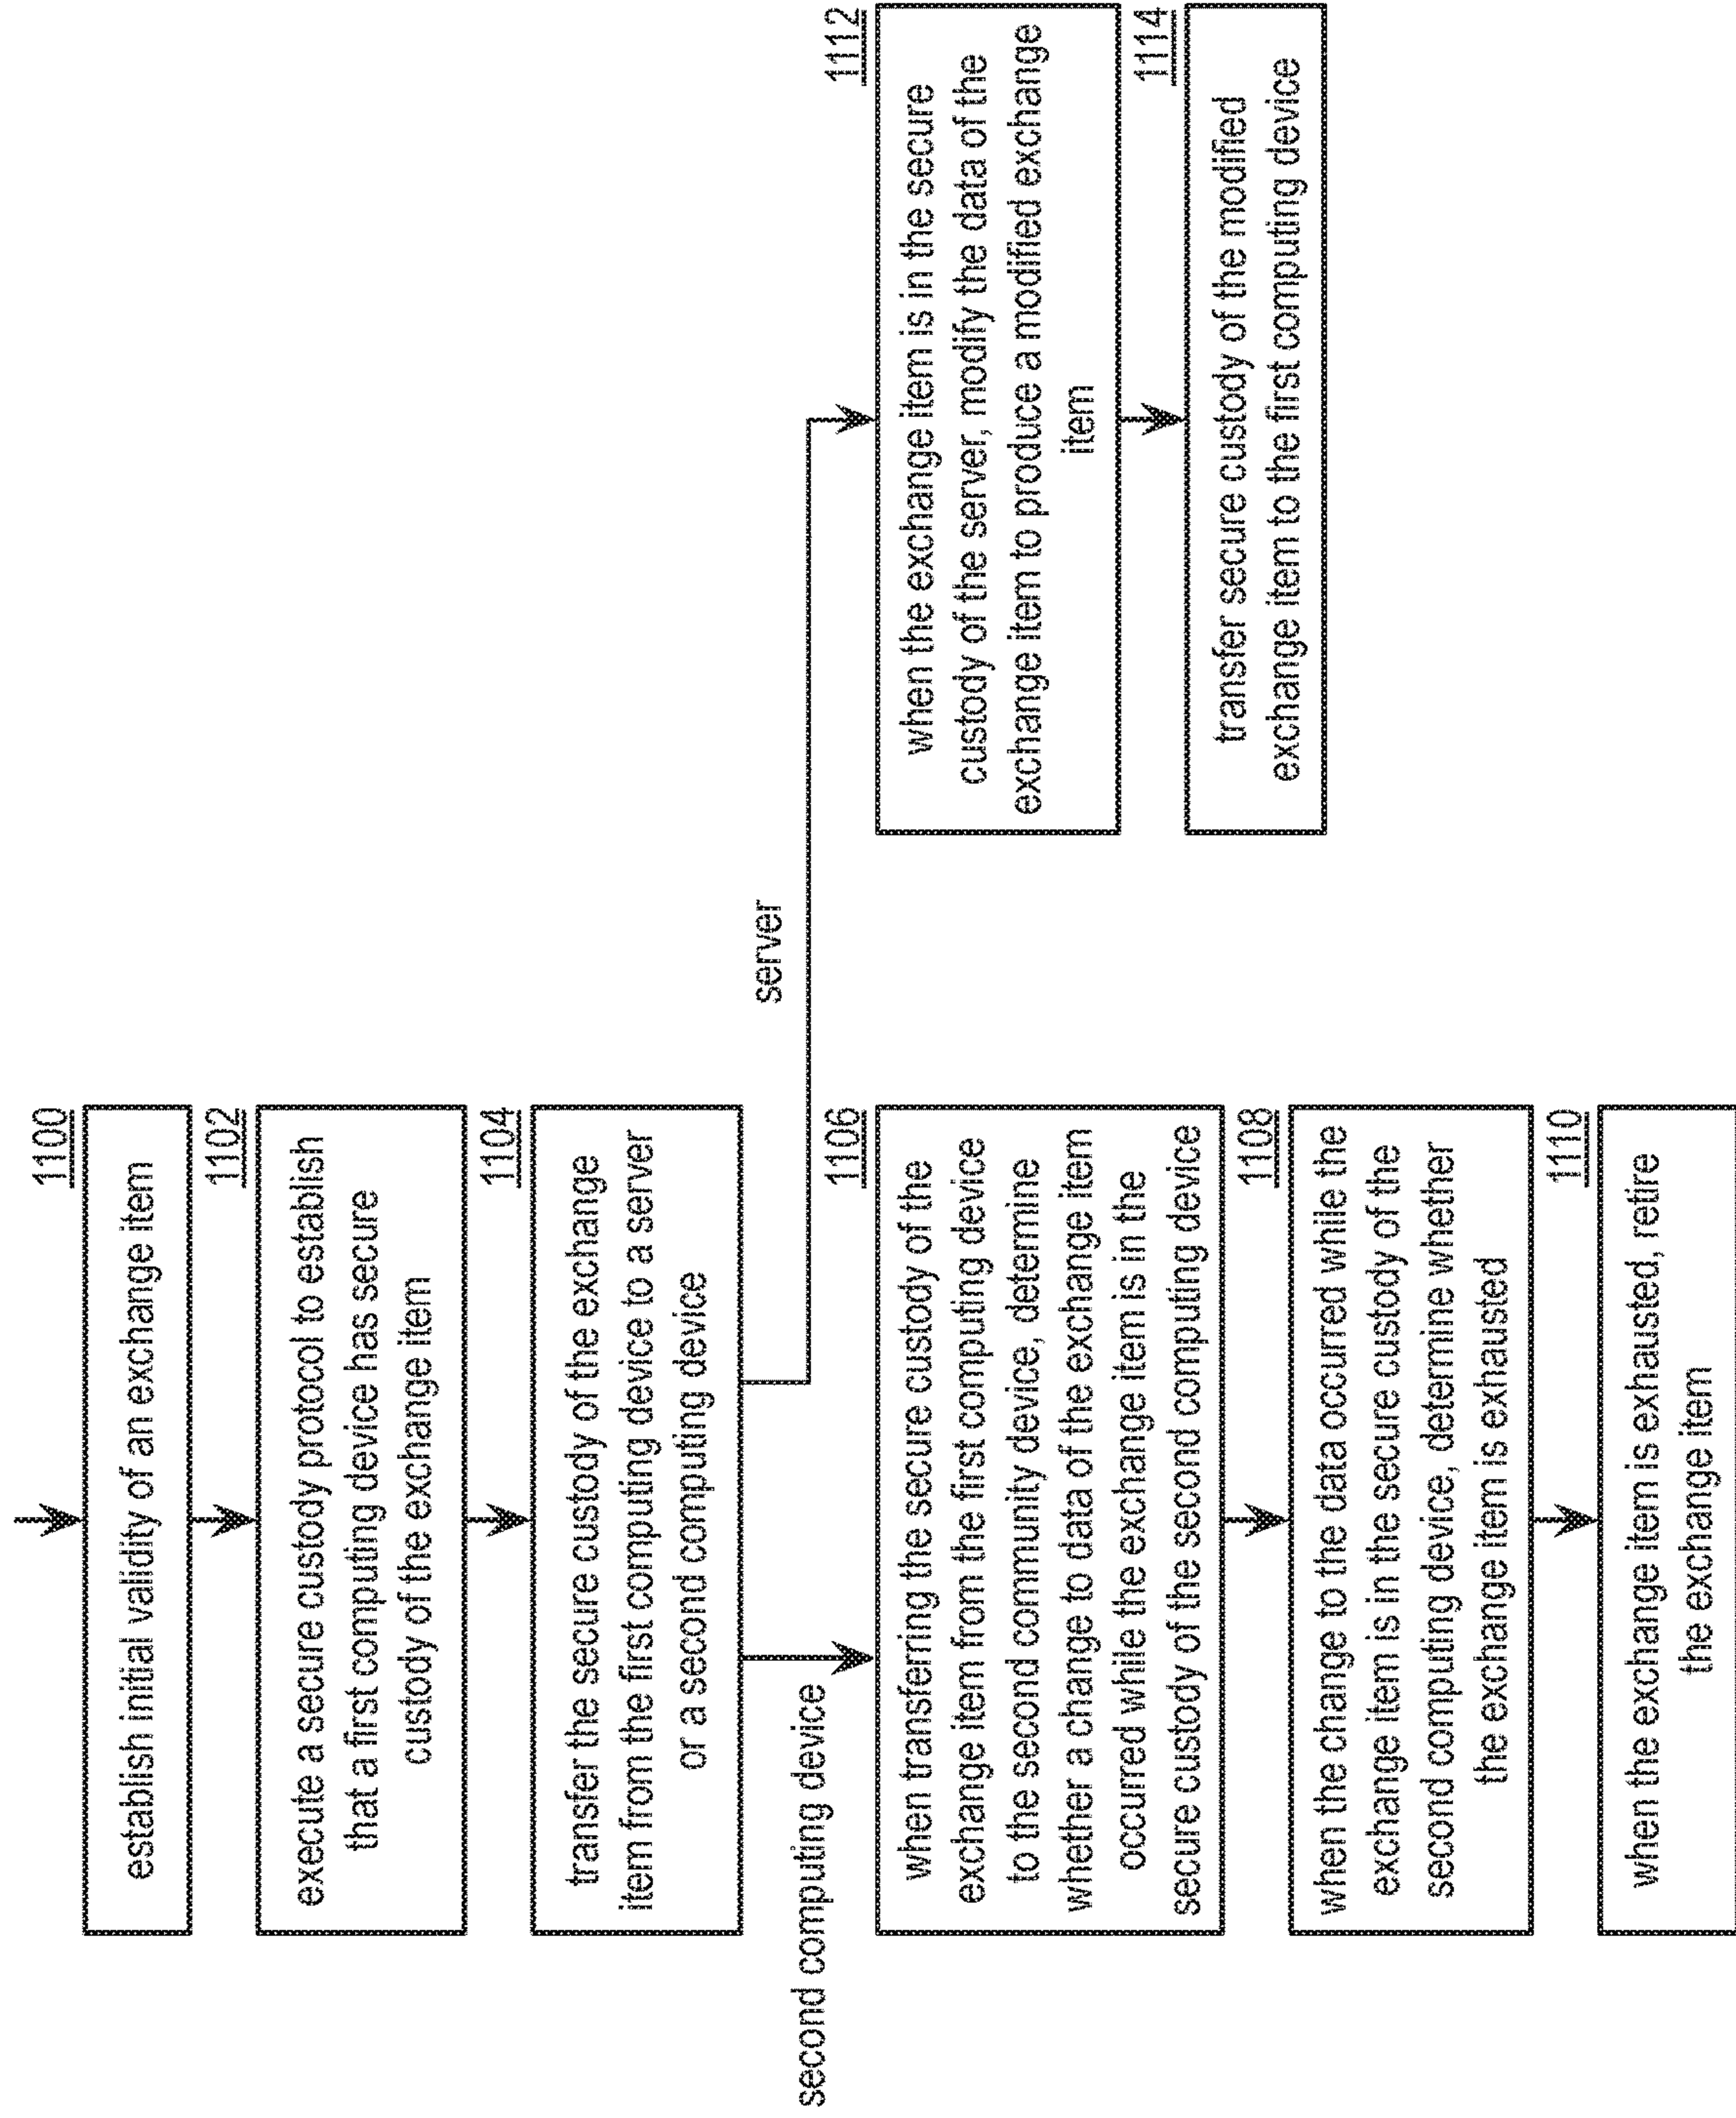 1100
establish initial validity of an exchange item
1102
execute a secure custody protocol to establish
that a first computing device has secure
custody of the exchange item
1104
transfer the secure custody of the exchange
item from the first computing device to a server
or a second computing device
second computing device
server
1106
when transferring the secure custody of the
exchange item from the first computing device
to the second community device, determine
whether a change to data of the exchange item
occurred while the exchange item is in the
secure custody of the second computing device
1108
when the change to the data occurred while the
exchange item is in the secure custody of the
second computing device, determine whether
the exchange item is exhausted
1110
when the exchange item is exhausted, retire
the exchange item
1112
when the exchange item is in the secure
custody of the server, modify the data of the
exchange item to produce a modified exchange
item
1114
transfer secure custody of the modified
exchange item to the first computing device